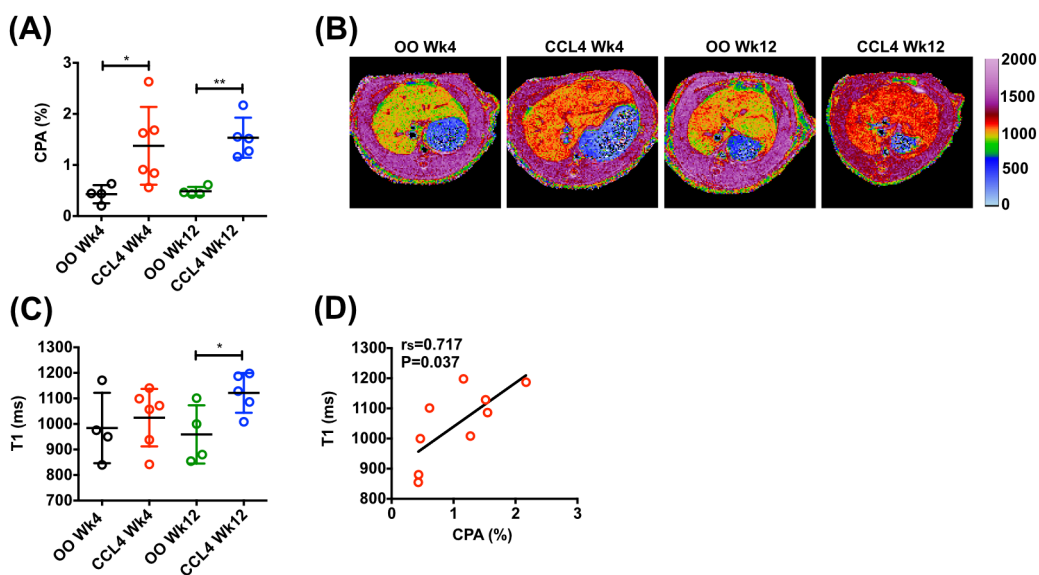 (A)
CPA (%)
3
2
1
0
*
**
OO Wk4
CCL4 Wk4
OO Wk12
CCL4 Wk12
(B)
OO Wk4
CCL4 Wk4
OO Wk12
CCL4 Wk12
2000
1500
1000
500
0
(C)
T1 (ms)
1300
1200
1100
1000
900
800
700
*
OO Wk4
CCL4 Wk4
OO Wk12
CCL4 Wk12
(D)
rs=0.717
P=0.037
T1 (ms)
1300
1200
1100
1000
900
800
0
1
2
3
CPA (%)